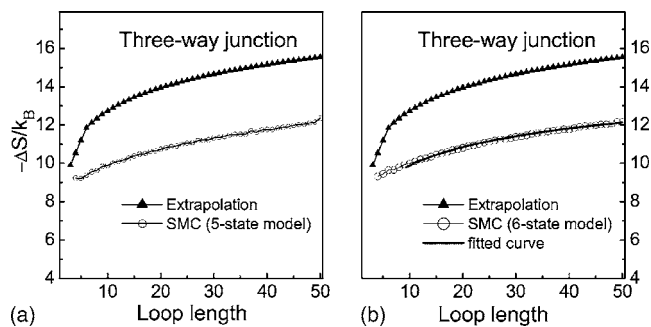 16
14
12
10
8
6
4
Three-way junction
Extrapolation
SMC (5-state model)
10 20 30 40 50
Loop length
−ΔS/k_B
(a)
Three-way junction
Extrapolation
SMC (6-state model)
fitted curve
16
14
12
10
8
6
4
0 10 20 30 40 50
Loop length
(b)